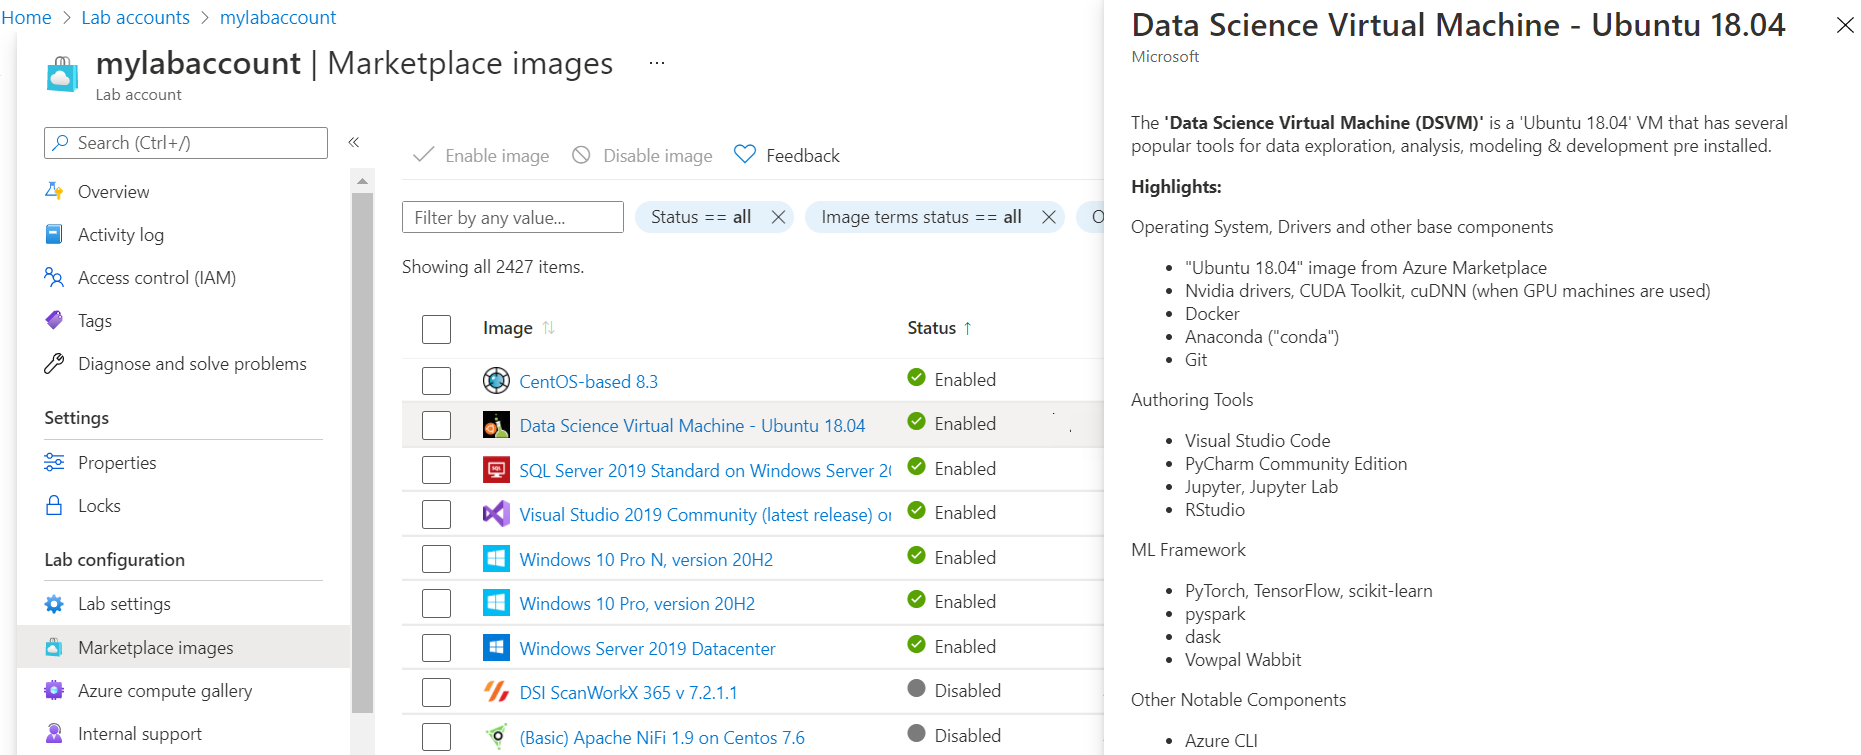 Home > Lab accounts > mylabaccount
mylabaccount | Marketplace images ...
Lab account
Search (Ctrl+/) «
Overview
Activity log
Access control (IAM)
Tags
Diagnose and solve problems
Settings
Properties
Locks
Lab configuration
Lab settings
Marketplace images
Azure compute gallery
Internal support
Enable image Disable image Feedback
Filter by any value... Status == all Image terms status == all
Showing all 2427 items.
Image Status
CentOS-based 8.3 Enabled
Data Science Virtual Machine - Ubuntu 18.04 Enabled
SQL Server 2019 Standard on Windows Server Enabled
Visual Studio 2019 Community (latest release) Enabled
Windows 10 Pro N, version 20H2 Enabled
Windows 10 Pro, version 20H2 Enabled
Windows Server 2019 Datacenter Enabled
DSI ScanWorkX 365 v 7.2.1.1 Disabled
(Basic) Apache NiFi 1.9 on Centos 7.6 Disabled
Data Science Virtual Machine - Ubuntu 18.04
Microsoft
The 'Data Science Virtual Machine (DSVM)' is a 'Ubuntu 18.04' VM that has several
popular tools for data exploration, analysis, modeling & development pre installed.
Highlights:
Operating System, Drivers and other base components
• "Ubuntu 18.04" image from Azure Marketplace
• Nvidia drivers, CUDA Toolkit, cuDNN (when GPU machines are used)
• Docker
• Anaconda ("conda")
• Git
Authoring Tools
• Visual Studio Code
• PyCharm Community Edition
• Jupyter, Jupyter Lab
• RStudio
ML Framework
• PyTorch, TensorFlow, scikit-learn
• pyspark
• dask
• Vowpal Wabbit
Other Notable Components
• Azure CLI